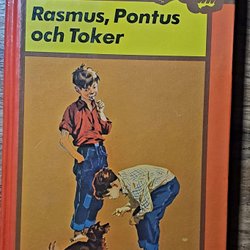 Rasmus, Pontus
och Toker